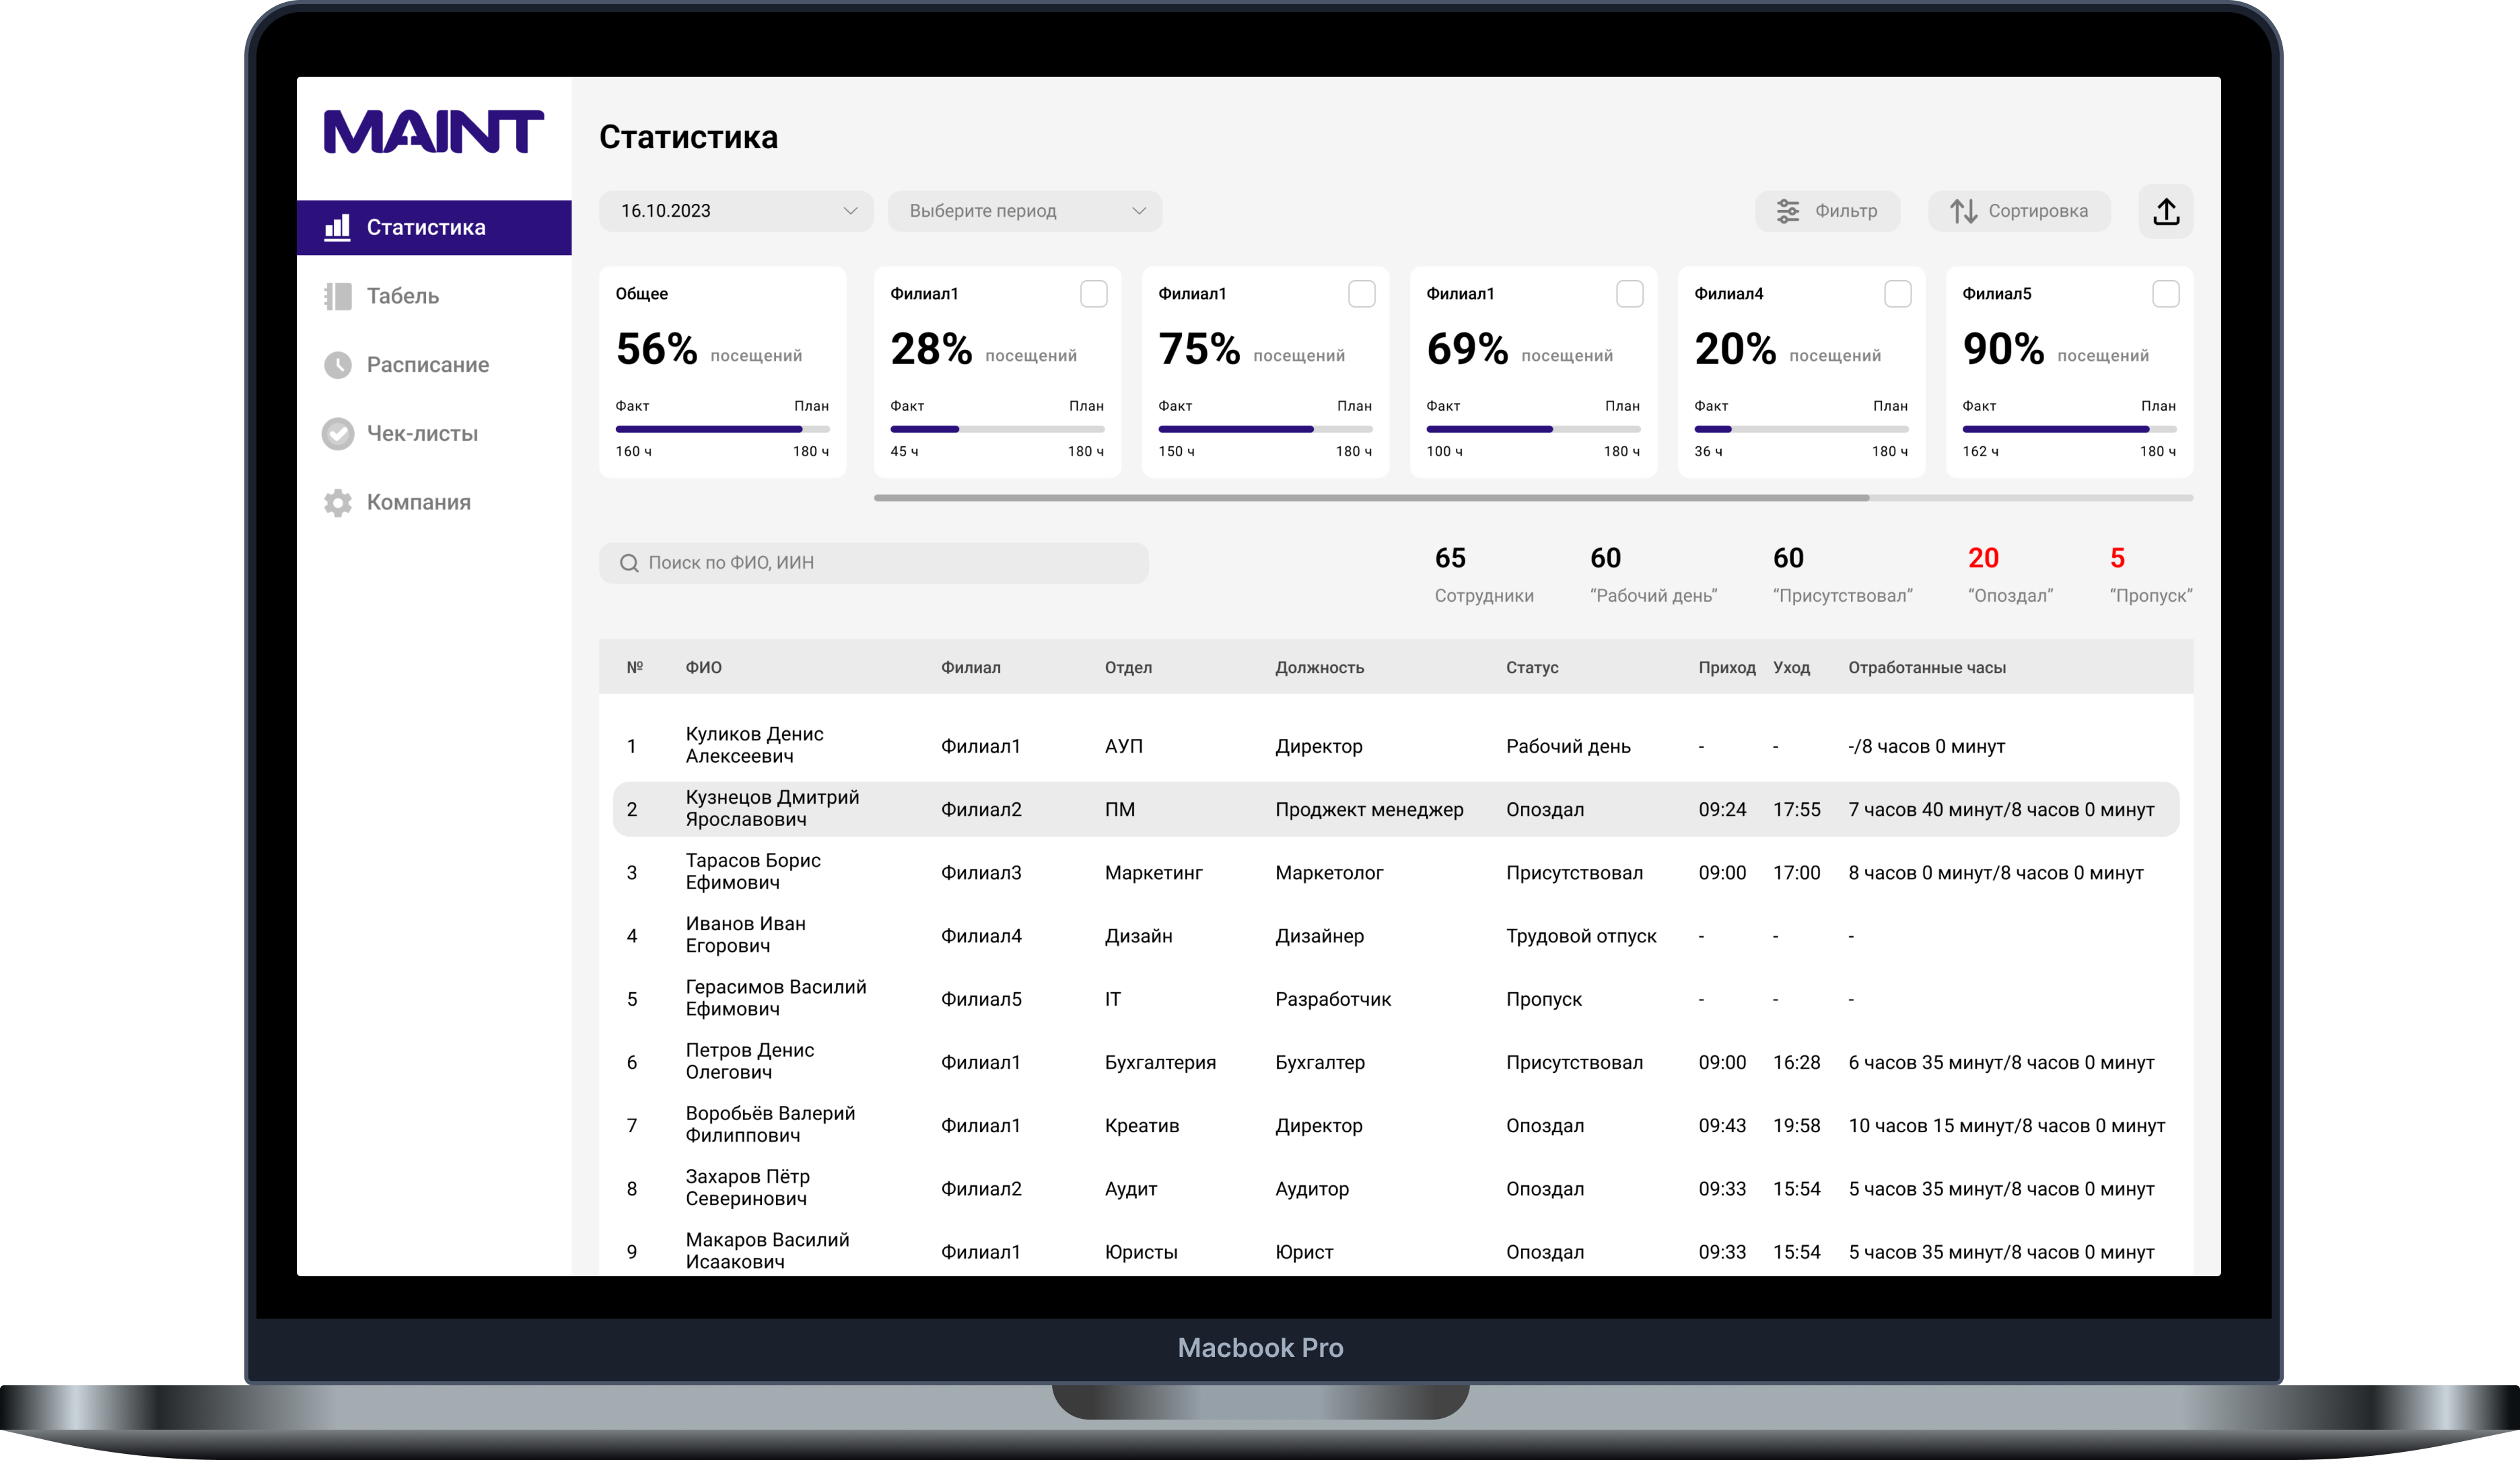 MAINT
Статистика
Табель
Расписание
Чек-листы
Компания
Статистика
16.10.2023
Выберите период
Фильтр
Сортировка
Общее
56% посещений
Факт План
160 ч 180 ч
Филиал1
28% посещений
Факт План
45 ч 180 ч
Филиал1
75% посещений
Факт План
150 ч 180 ч
Филиал1
69% посещений
Факт План
100 ч 180 ч
Филиал4
20% посещений
Факт План
36 ч 180 ч
Филиал5
90% посещений
Факт План
162 ч 180 ч
Поиск по ФИО, ИИН
65
Сотрудники
60
“Рабочий день”
60
“Присутствовал”
20
“Опоздал”
5
“Пропуск”
№ ФИО Филиал Отдел Должность Статус Приход Уход Отработанные часы
1 Куликов Денис
Алексеевич Филиал1 АУП Директор Рабочий день - - -/8 часов 0 минут
2 Кузнецов Дмитрий
Ярославович Филиал2 ПМ Проджект менеджер Опоздал 09:24 17:55 7 часов 40 минут/8 часов 0 минут
3 Тарасов Борис
Ефимович Филиал3 Маркетинг Маркетолог Присутствовал 09:00 17:00 8 часов 0 минут/8 часов 0 минут
4 Иванов Иван
Егорович Филиал4 Дизайн Дизайнер Трудовой отпуск - - -
5 Герасимов Василий
Ефимович Филиал5 IT Разработчик Пропуск - - -
6 Петров Денис
Олегович Филиал1 Бухгалтерия Бухгалтер Присутствовал 09:00 16:28 6 часов 35 минут/8 часов 0 минут
7 Воробьёв Валерий
Филиппович Филиал1 Креатив Директор Опоздал 09:43 19:58 10 часов 15 минут/8 часов 0 минут
8 Захаров Пётр
Северинович Филиал2 Аудит Аудитор Опоздал 09:33 15:54 5 часов 35 минут/8 часов 0 минут
9 Макаров Василий
Исаакович Филиал1 Юристы Юрист Опоздал 09:33 15:54 5 часов 35 минут/8 часов 0 минут
Macbook Pro